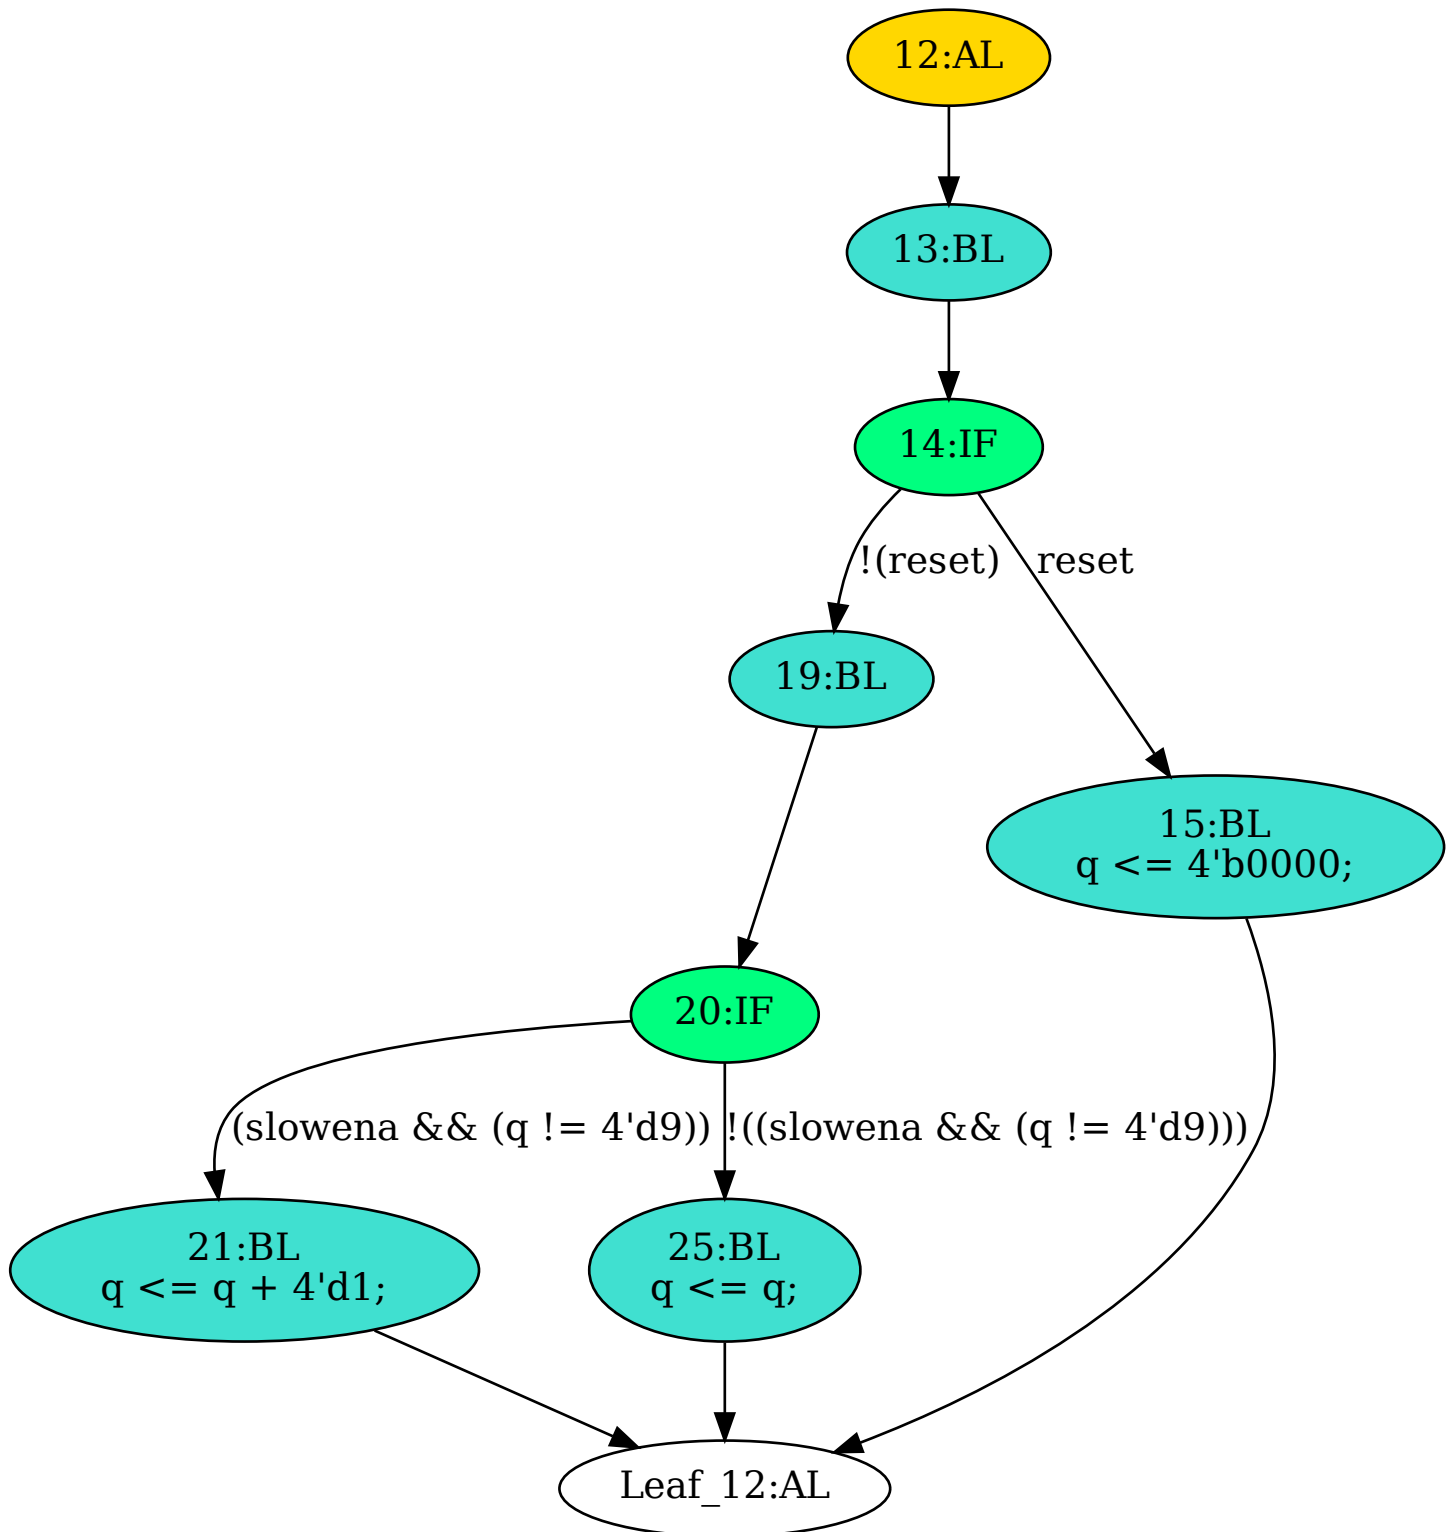 12:AL
13:BL
14:IF
!(reset)
reset
19:BL
15:BL
q <= 4'b0000;
20:IF
(slowena && (q != 4'd9))
!((slowena && (q != 4'd9)))
21:BL
q <= q + 4'd1;
25:BL
q <= q;
Leaf_12:AL